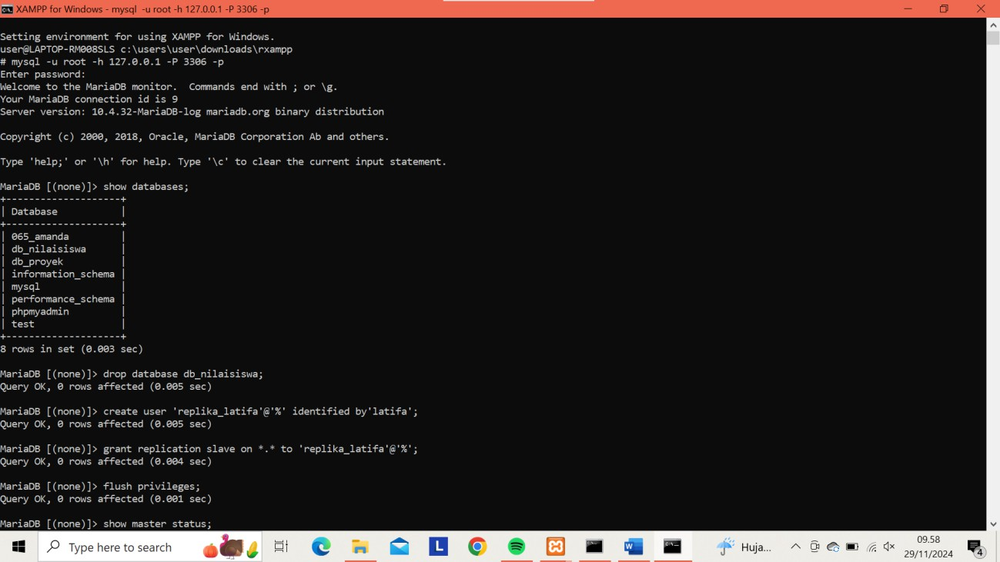 XAMPP for Windows - mysql  -u root -h 127.0.0.1 -P 3306 -p
Setting environment for using XAMPP for Windows.
user@LAPTOP-RM008SLS c:\users\user\downloads\rxampp
# mysql -u root -h 127.0.0.1 -P 3306 -p
Enter password:
Welcome to the MariaDB monitor.  Commands end with ; or \g.
Your MariaDB connection id is 9
Server version: 10.4.32-MariaDB-log mariadb.org binary distribution
Copyright (c) 2000, 2018, Oracle, MariaDB Corporation Ab and others.
Type 'help;' or '\h' for help. Type '\c' to clear the current input statement.
MariaDB [(none)]> show databases;
+--------------------+
| Database           |
+--------------------+
| 065_amanda         |
| db_nilaisiswa      |
| db_proyek          |
| information_schema |
| mysql              |
| performance_schema |
| phpmyadmin         |
| test               |
+--------------------+
8 rows in set (0.003 sec)
MariaDB [(none)]> drop database db_nilaisiswa;
Query OK, 0 rows affected (0.005 sec)
MariaDB [(none)]> create user 'replika_latifa'@'%' identified by'latifa';
Query OK, 0 rows affected (0.005 sec)
MariaDB [(none)]> grant replication slave on *.* to 'replika_latifa'@'%';
Query OK, 0 rows affected (0.004 sec)
MariaDB [(none)]> flush privileges;
Query OK, 0 rows affected (0.001 sec)
MariaDB [(none)]> show master status;
Type here to search
L
W
Huja...
09.58
29/11/2024
4